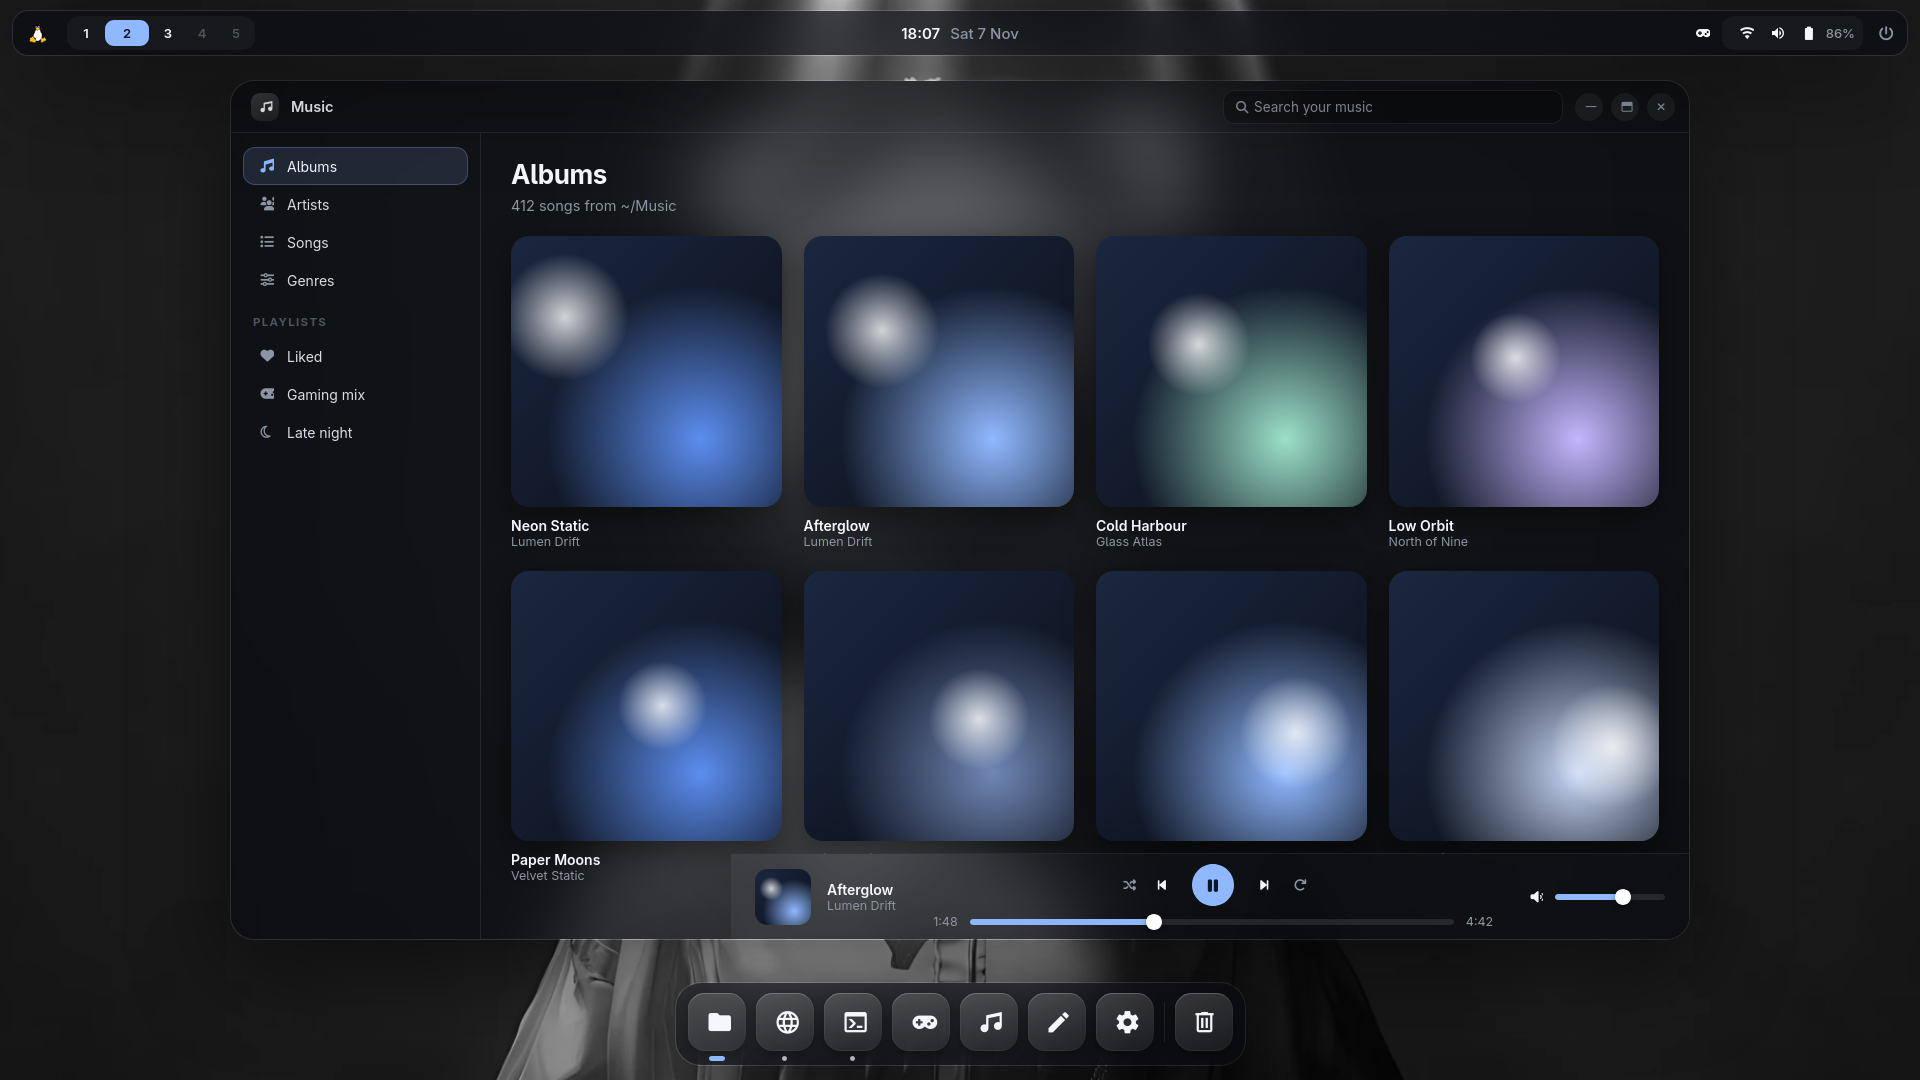 1 2 3 4 5
18:07 Sat 7 Nov
86%
Music
Search your music
Albums
Artists
Songs
Genres
PLAYLISTS
Liked
Gaming mix
Late night
Albums
412 songs from ~/Music
Neon Static
Lumen Drift
Afterglow
Lumen Drift
Cold Harbour
Glass Atlas
Low Orbit
North of Nine
Paper Moons
Velvet Static
Afterglow
Lumen Drift
1:48
4:42